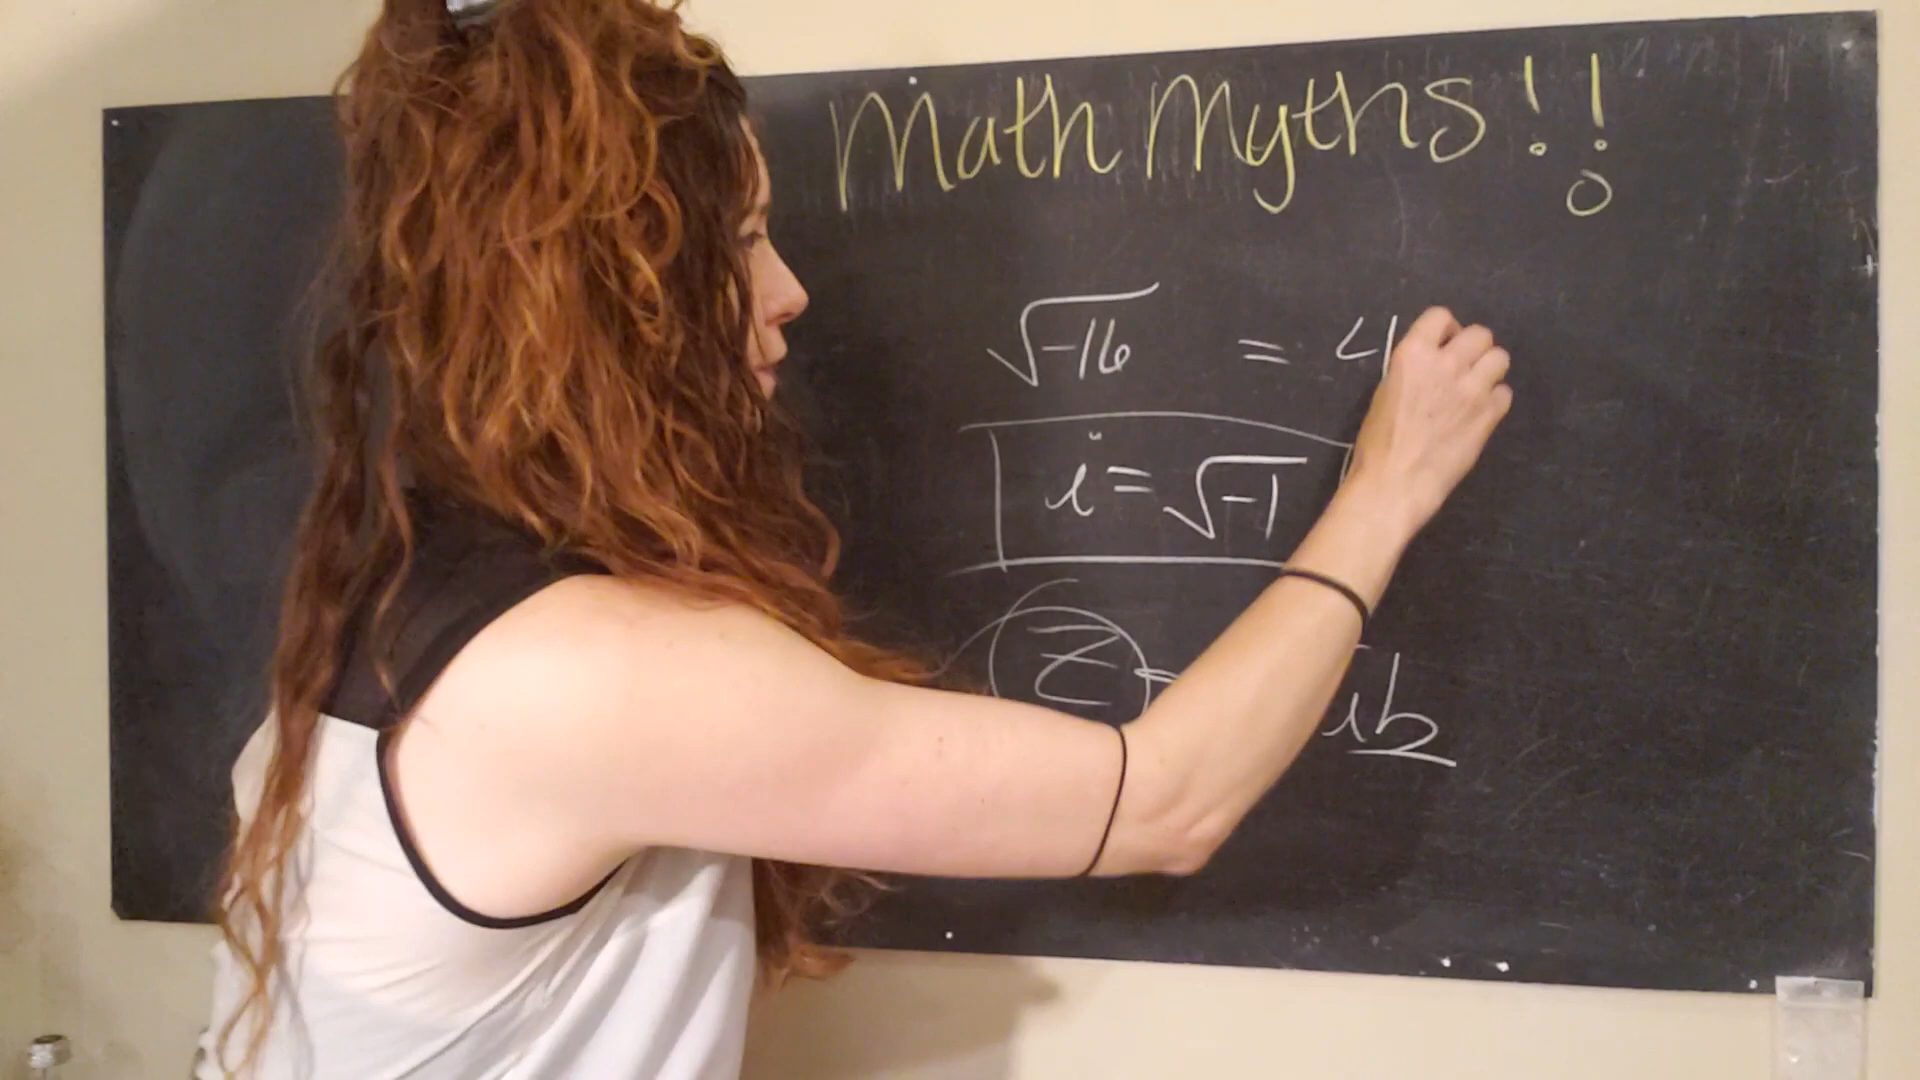 Math Myths!!
√-16 = 4
i = √-1
Z = ib